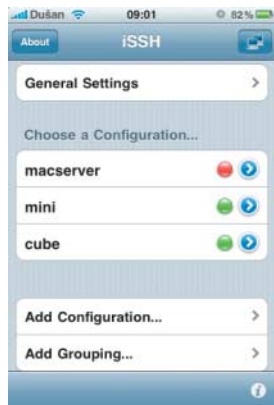 Dušan 09:01 82%
About iSSH
General Settings
Choose a Configuration...
macserver
mini
cube
Add Configuration...
Add Grouping...